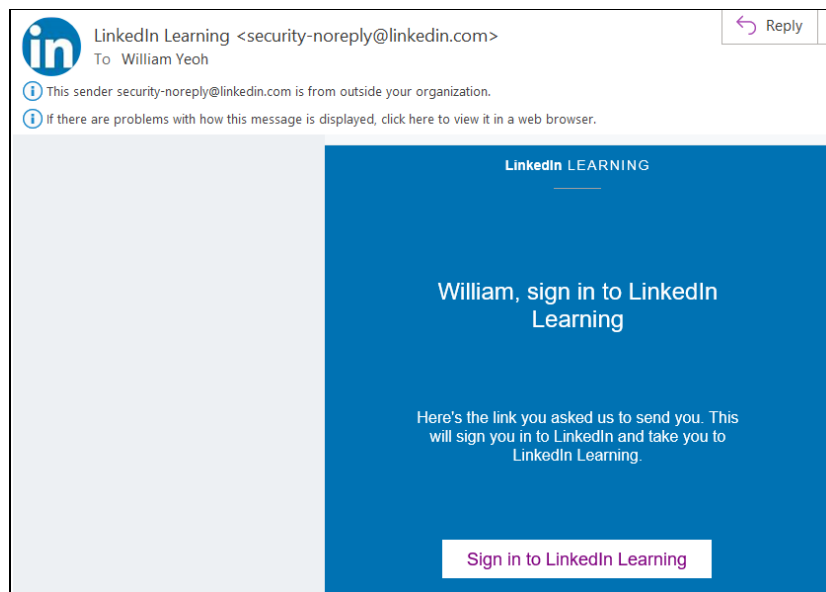 in
LinkedIn Learning <security-noreply@linkedin.com>
To William Yeoh
Reply
This sender security-noreply@linkedin.com is from outside your organization.
If there are problems with how this message is displayed, click here to view it in a web browser.
LinkedIn LEARNING
William, sign in to LinkedIn
Learning
Here's the link you asked us to send you. This
will sign you in to LinkedIn and take you to
LinkedIn Learning.
Sign in to LinkedIn Learning